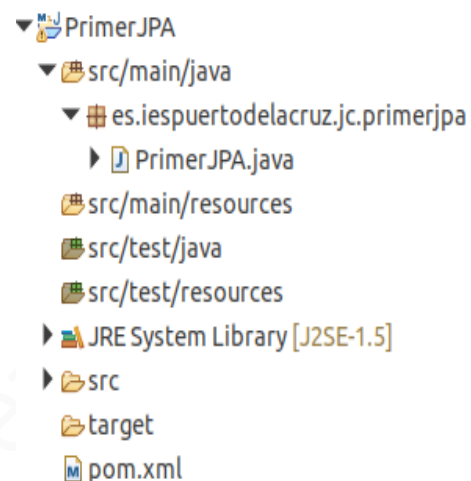 PrimerJPA
src/main/java
es.iespuertodelacruz.jc.primerjpa
PrimerJPA.java
src/main/resources
src/test/java
src/test/resources
JRE System Library [J2SE-1.5]
src
target
pom.xml